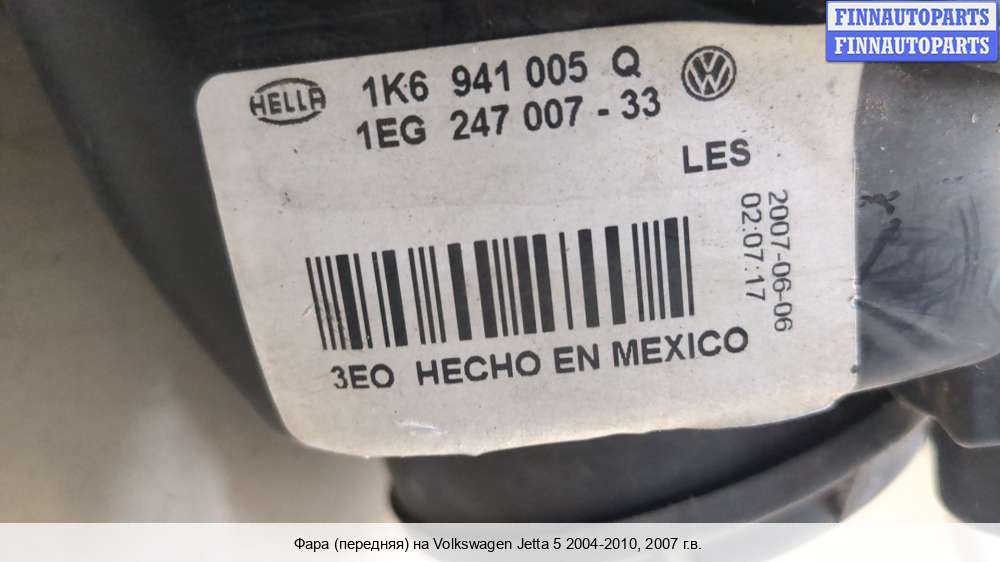 FINNAUTOPARTS
FINNAUTOPARTS
HELLA 1K6 941 005 Q VW
1EG 247 007 - 33
LES
2007-06-06
02:07:17
3EO HECHO EN MEXICO
Фара (передняя) на Volkswagen Jetta 5 2004-2010, 2007 г.в.